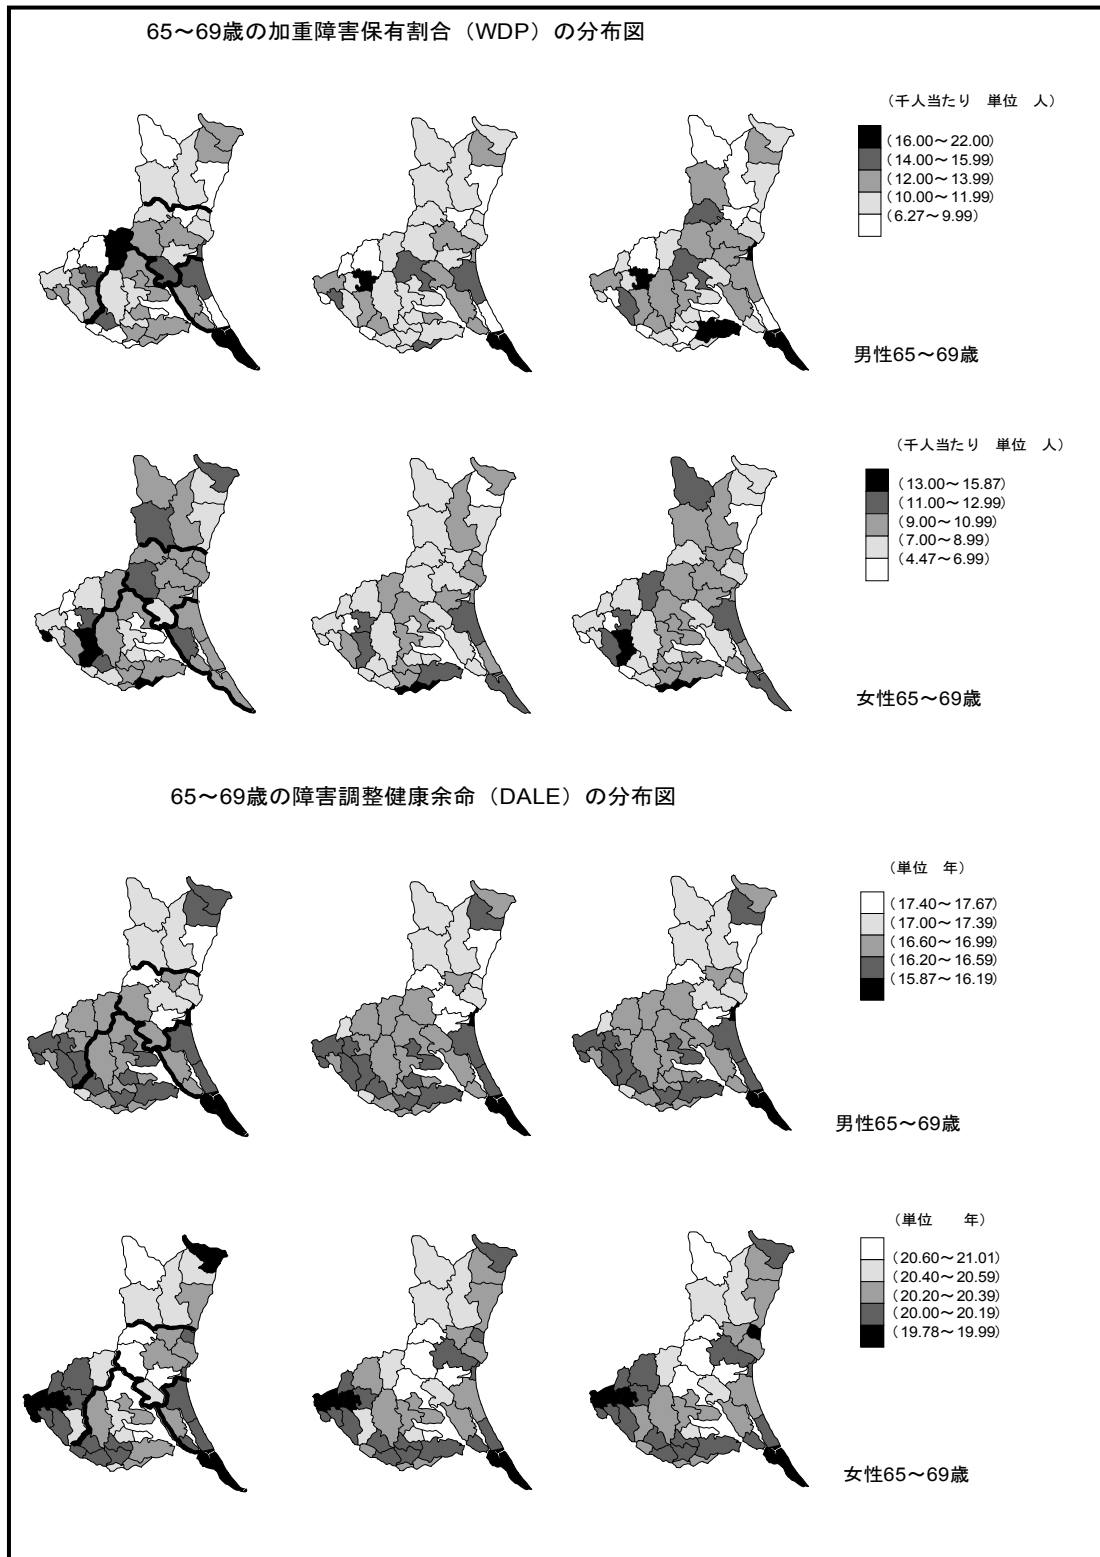 65～69歳の加重障害保有割合（WDP）の分布図
（千人当たり　単位　人）
(16.00～22.00)
(14.00～15.99)
(12.00～13.99)
(10.00～11.99)
(6.27～9.99)
男性65～69歳
（千人当たり　単位　人）
(13.00～15.87)
(11.00～12.99)
(9.00～10.99)
(7.00～8.99)
(4.47～6.99)
女性65～69歳
65～69歳の障害調整健康余命（DALE）の分布図
（単位　年）
(17.40～17.67)
(17.00～17.39)
(16.60～16.99)
(16.20～16.59)
(15.87～16.19)
男性65～69歳
（単位　　年）
(20.60～21.01)
(20.40～20.59)
(20.20～20.39)
(20.00～20.19)
(19.78～19.99)
女性65～69歳